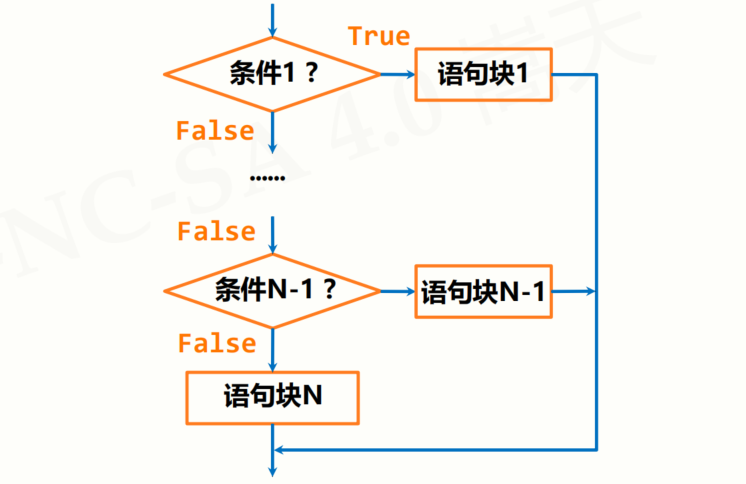 True
条件1？
语句块1
False
······
False
条件N-1？
语句块N-1
False
语句块N
-NC-SA 4.0 禧天